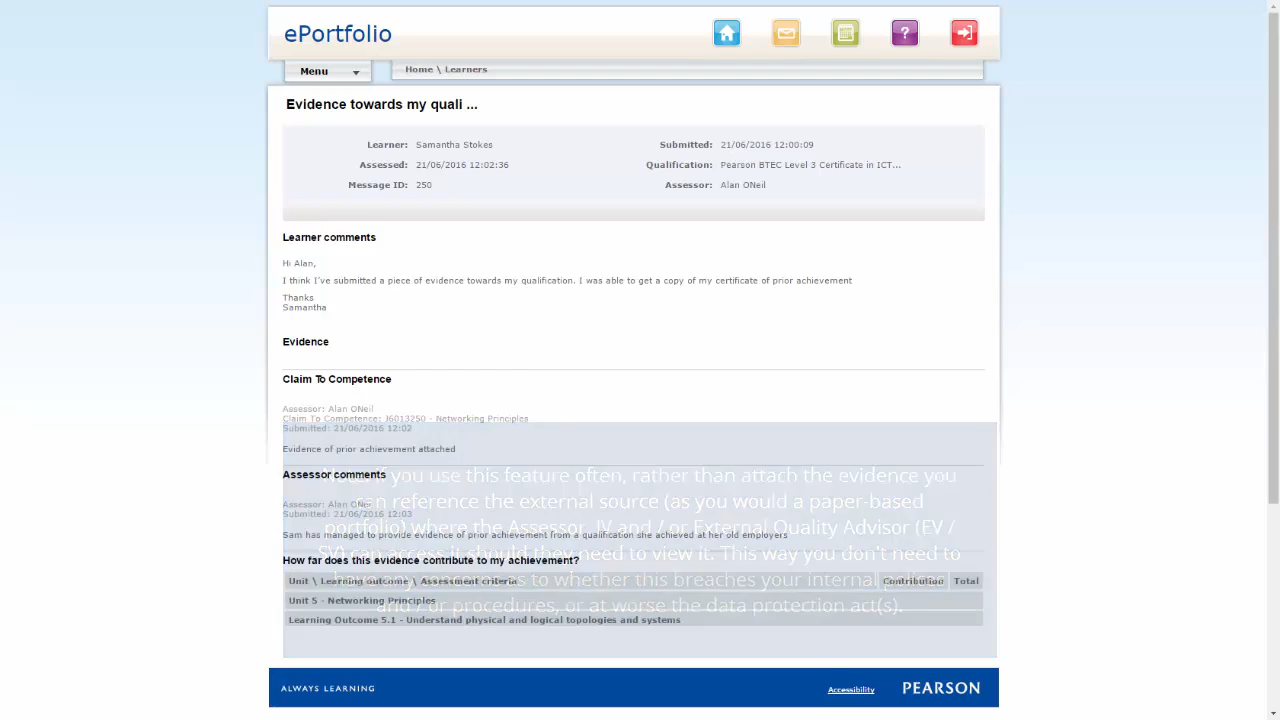 ePortfolio
Menu
Home \ Learners
Evidence towards my quali ...
Learner: Samantha Stokes
Submitted: 21/06/2016 12:00:09
Assessed: 21/06/2016 12:02:36
Qualification: Pearson BTEC Level 3 Certificate in ICT...
Message ID: 250
Assessor: Alan ONeil
Learner comments
Hi Alan,
I think I've submitted a piece of evidence towards my qualification. I was able to get a copy of my certificate of prior achievement
Thanks
Samantha
Evidence
Claim To Competence
Assessor: Alan ONeil
Claim To Competence: J6013250 - Networking Principles
Submitted: 21/06/2016 12:02
Evidence of prior achievement attached
Note: if you use this feature often, rather than attach the evidence you
Assessor comments
can reference the external source (as you would a paper-based
Assessor: Alan ONeil
Submitted: 21/06/2016 12:03
portfolio) where the Assessor, IV and / or External Quality Advisor (EV /
Sam has managed to provide evidence of prior achievement from a qualification she achieved at her old employers
SV) can access it should they need to view it. This way you don't need to
How far does this evidence contribute to my achievement?
Unit \ Learning outcome \ Assessment criteria Contribution Total
as to whether this breaches your internal
Unit 5 - Networking Principles
and / or procedures, or at worse the data protection act(s).
Learning Outcome 5.1 - Understand physical and logical topologies and systems
ALWAYS LEARNING
Accessibility
PEARSON